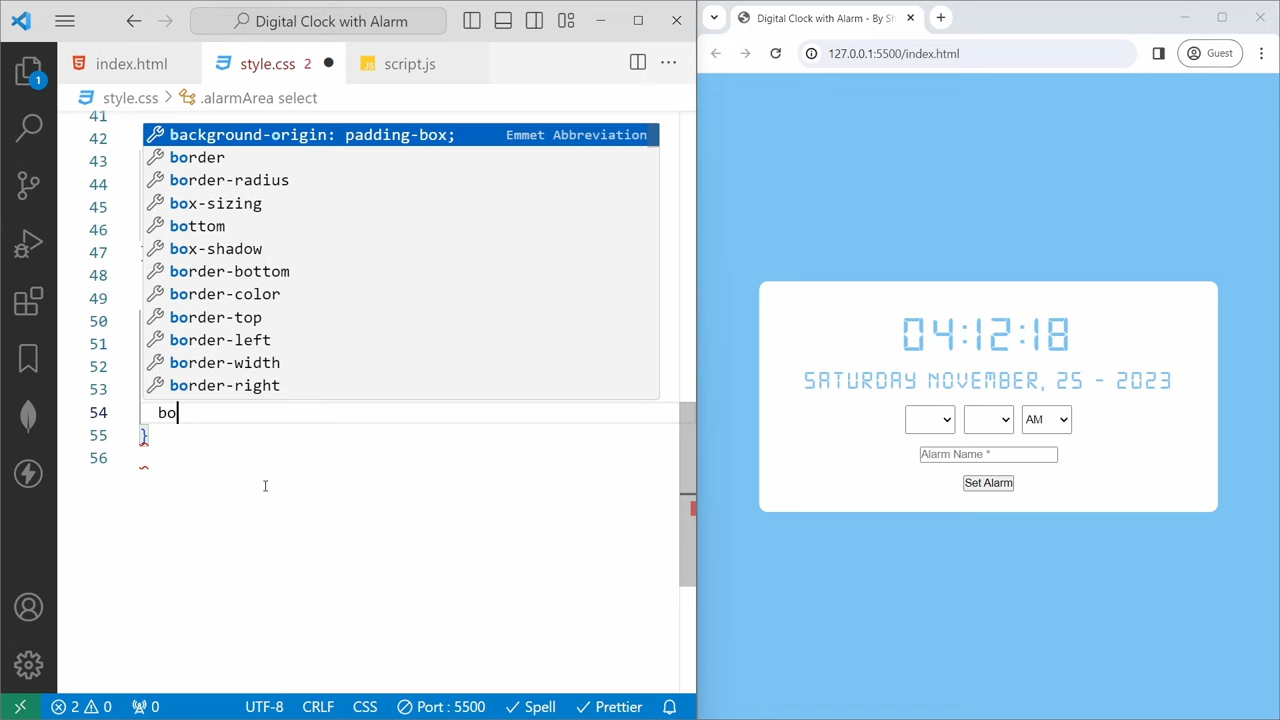 Digital Clock with Alarm
index.html
style.css 2
script.js
style.css > .alarmArea select
41
42
43
44
45
46
47
48
49
50
51
52
53
54 bo
55 }
56
background-origin: padding-box; Emmet Abbreviation
border
border-radius
box-sizing
bottom
box-shadow
border-bottom
border-color
border-top
border-left
border-width
border-right
1
2 0 0 UTF-8 CRLF CSS Port : 5500 Spell Prettier
Digital Clock with Alarm - By Sh
127.0.0.1:5500/index.html
Guest
04:12:18
SATURDAY NOVEMBER, 25 - 2023
AM
Alarm Name *
Set Alarm